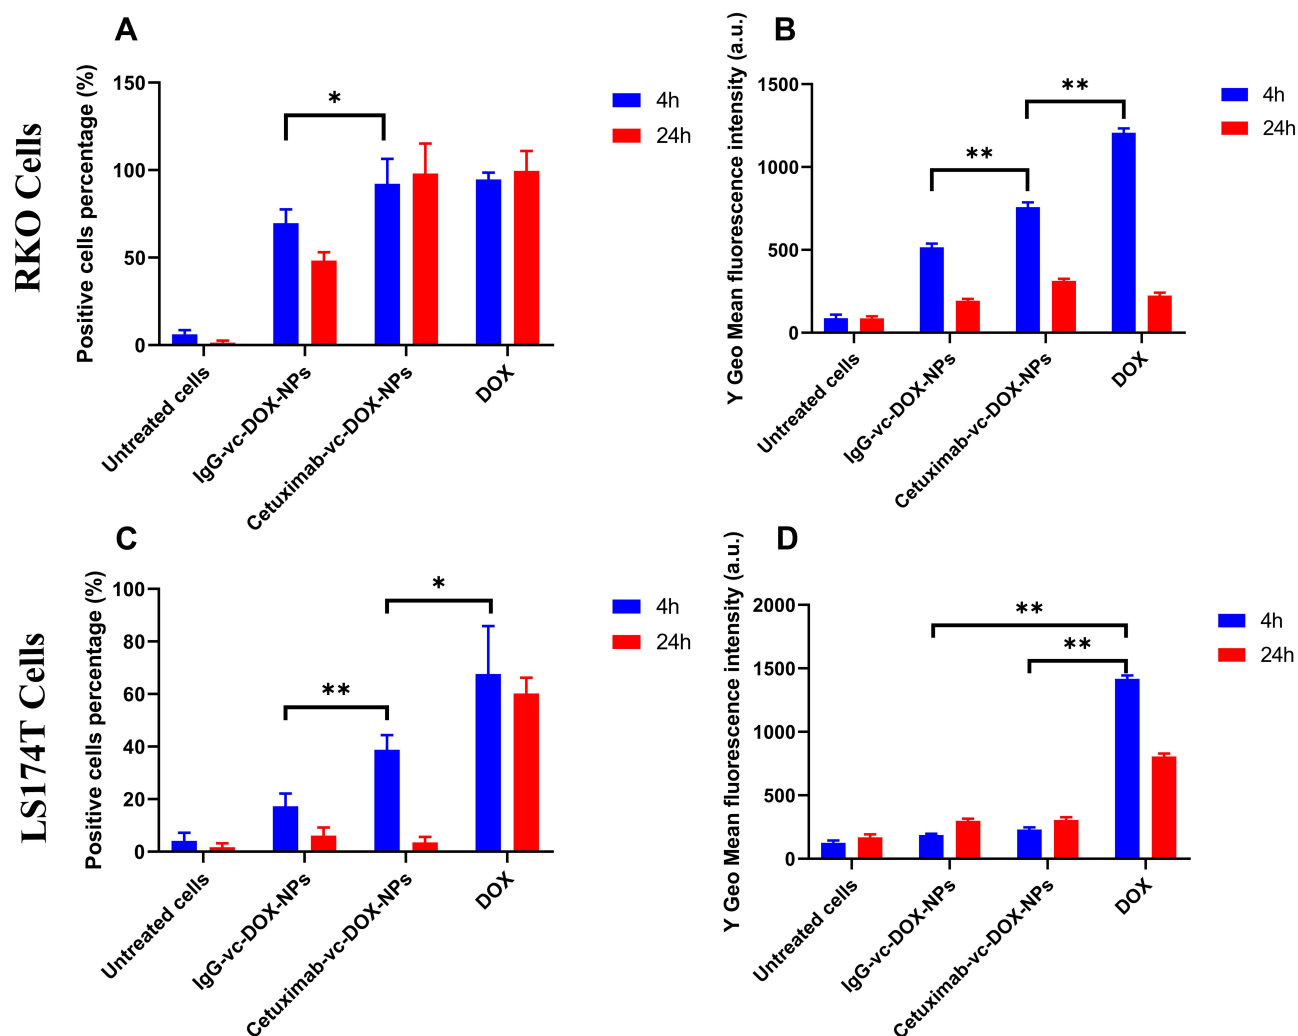 A
RKO Cells
Positive cells percentage (%)
150
100
50
0
*
4h
24h
Untreated cells
IgG-vc-DOX-NPs
Cetuximab-vc-DOX-NPs
DOX
B
Y Geo Mean fluorescence intensity (a.u.)
1500
1000
500
0
**
**
4h
24h
Untreated cells
IgG-vc-DOX-NPs
Cetuximab-vc-DOX-NPs
DOX
C
LS174T Cells
Positive cells percentage (%)
100
80
60
40
20
0
**
*
4h
24h
Untreated cells
IgG-vc-DOX-NPs
Cetuximab-vc-DOX-NPs
DOX
D
Y Geo Mean fluorescence intensity (a.u.)
2000
1500
1000
500
0
**
**
4h
24h
Untreated cells
IgG-vc-DOX-NPs
Cetuximab-vc-DOX-NPs
DOX